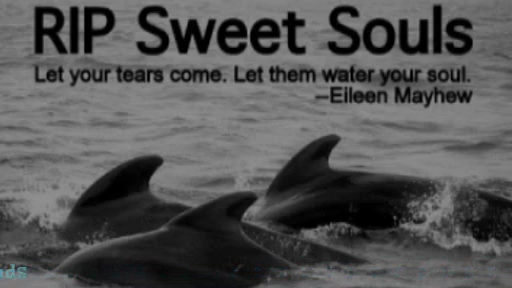 RIP Sweet Souls
Let your tears come. Let them water your soul.
—Eileen Mayhew